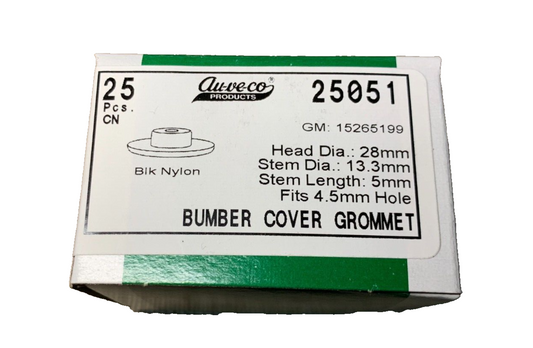 25
Pcs.
CN
au-ve-co®
PRODUCTS
25051
GM: 15265199
Blk Nylon
Head Dia.: 28mm
Stem Dia.: 13.3mm
Stem Length: 5mm
Fits 4.5mm Hole
BUMBER COVER GROMMET